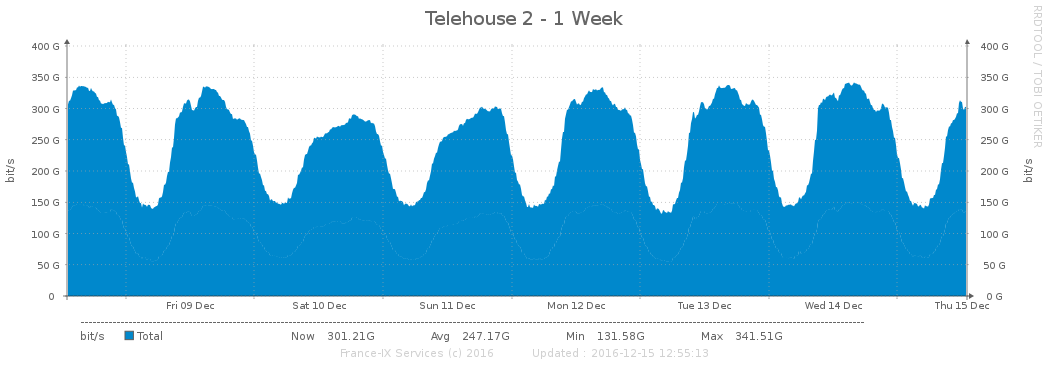 Telehouse 2 - 1 Week
RRDTOOL / TOBI OETIKER
400 G 400 G
350 G 350 G
300 G 300 G
250 G 250 G
200 G 200 G
150 G 150 G
100 G 100 G
50 G 50 G
0 0 G
bit/s bit/s
Fri 09 Dec Sat 10 Dec Sun 11 Dec Mon 12 Dec Tue 13 Dec Wed 14 Dec Thu 15 Dec
bit/s Total Now 301.21G Avg 247.17G Min 131.58G Max 341.51G
France-IX Services (c) 2016 Updated : 2016-12-15 12:55:13